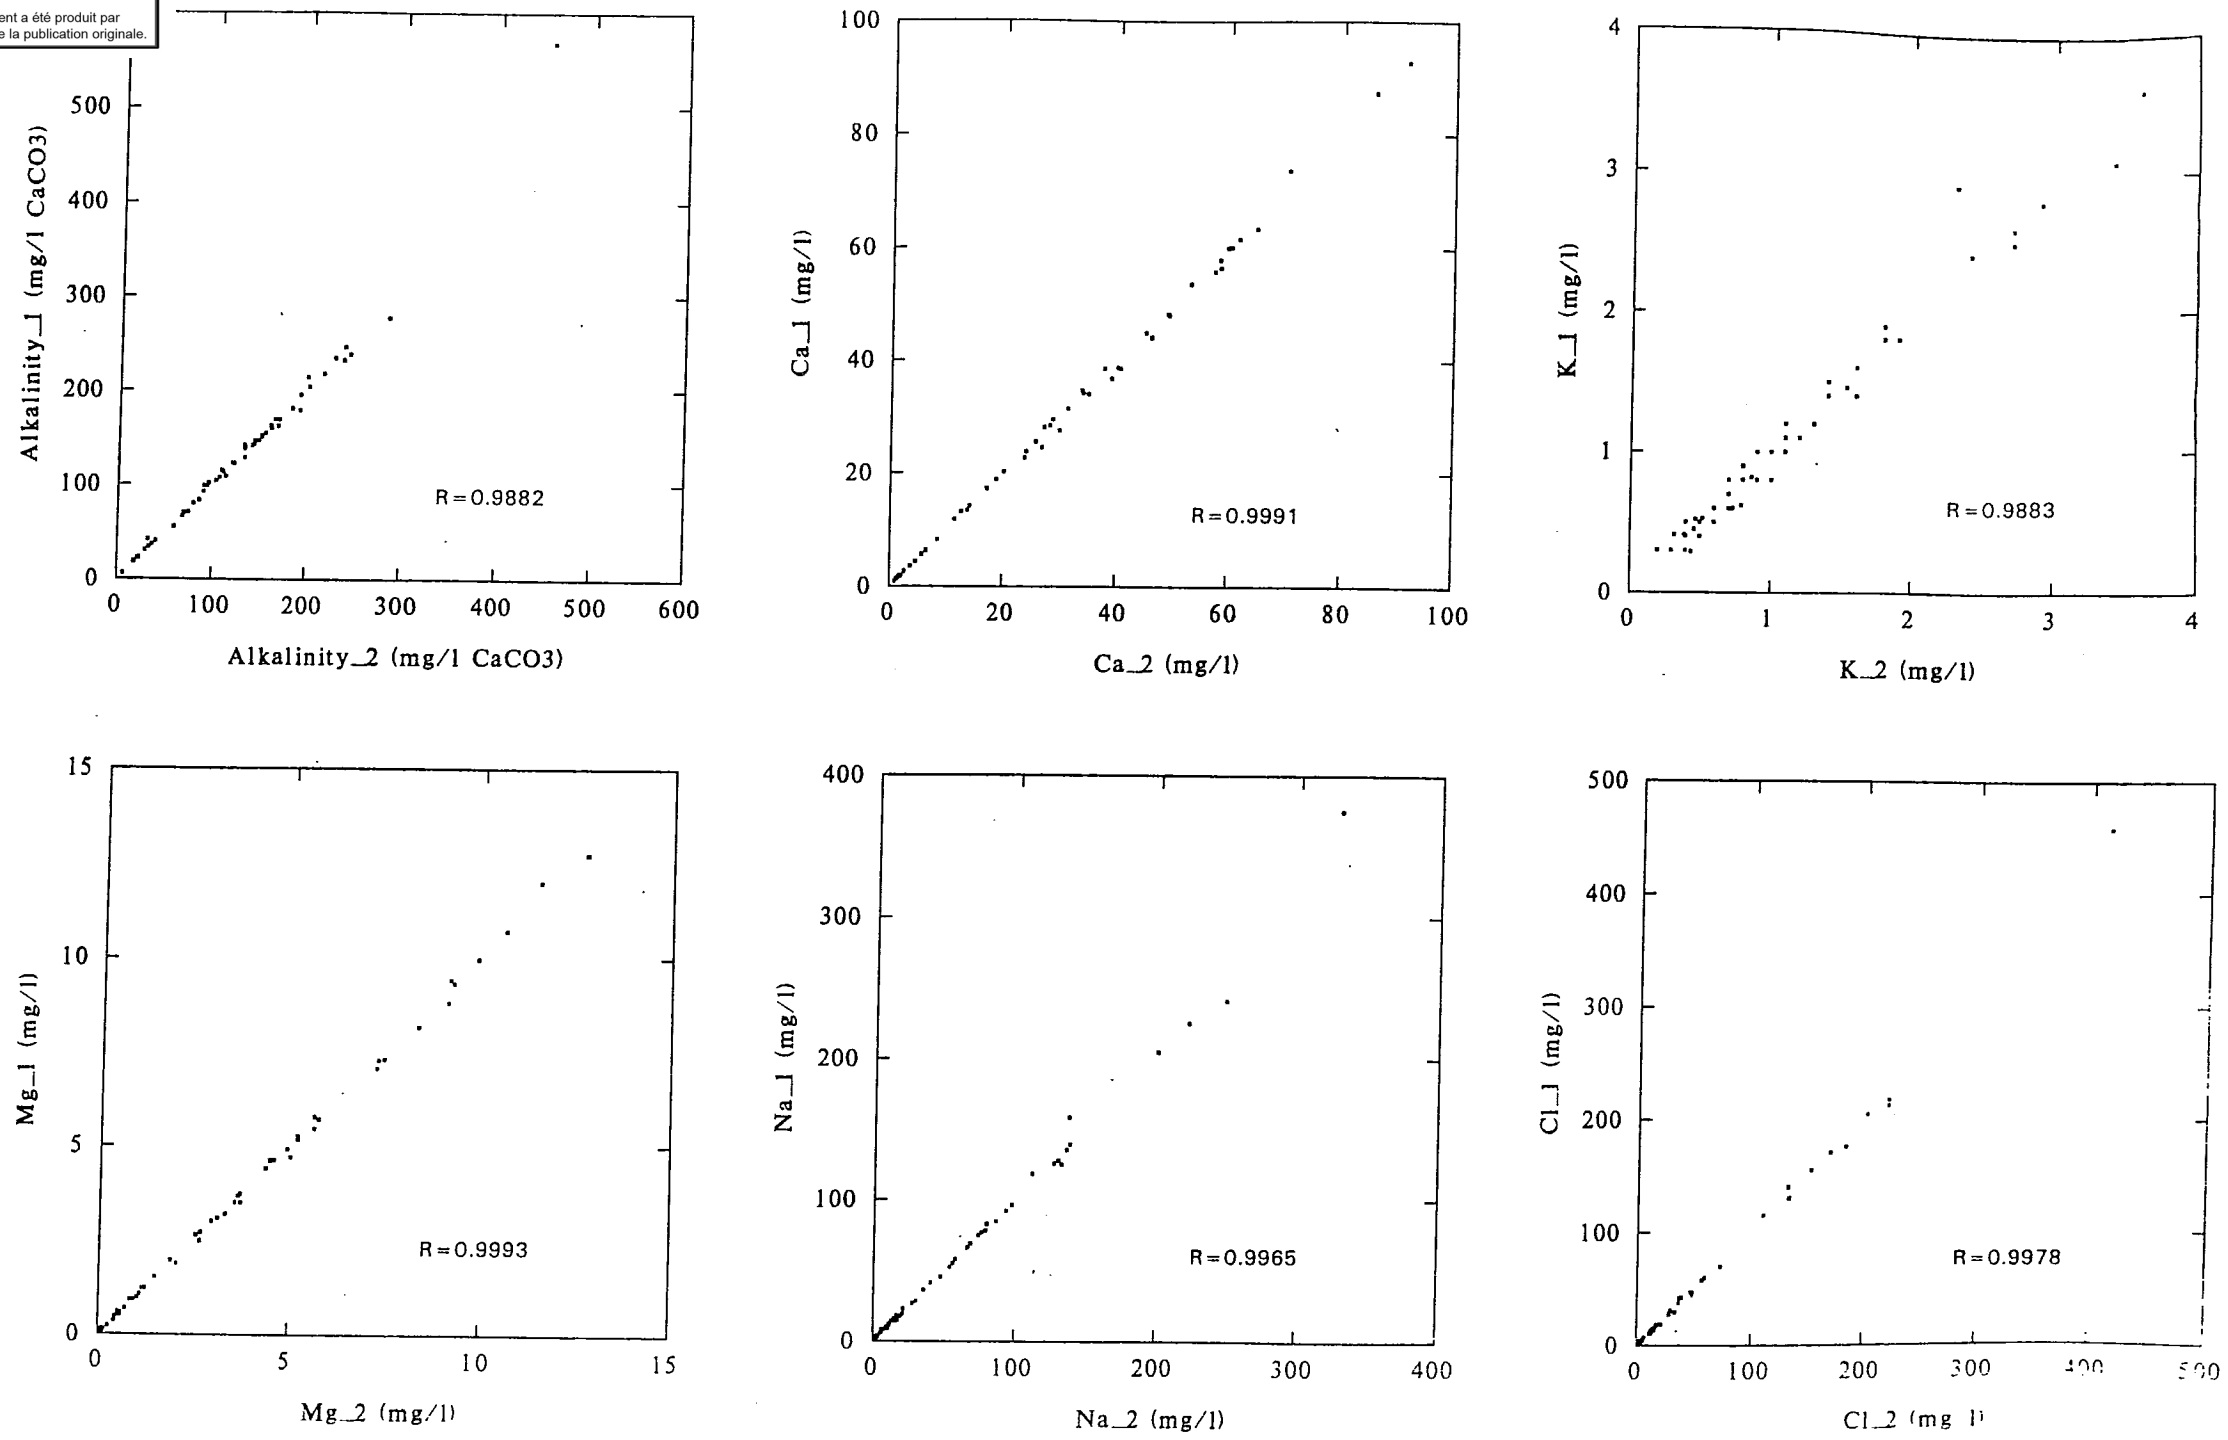 ent a été produit par
e la publication originale.
500
400
300
200
100
0
0 100 200 300 400 500 600
Alkalinity_1 (mg/l CaCO3)
Alkalinity_2 (mg/l CaCO3)
R=0.9882
100
80
60
40
20
0
0 20 40 60 80 100
Ca_1 (mg/l)
Ca_2 (mg/l)
R=0.9991
4
3
2
1
0
0 1 2 3 4
K_1 (mg/l)
K_2 (mg/l)
R=0.9883
15
10
5
0
0 5 10 15
Mg_1 (mg/l)
Mg_2 (mg/l)
R=0.9993
400
300
200
100
0
0 100 200 300 400
Na_1 (mg/l)
Na_2 (mg/l)
R=0.9965
500
400
300
200
100
0
0 100 200 300 400 500
Cl_1 (mg/l)
Cl_2 (mg l)
R=0.9978